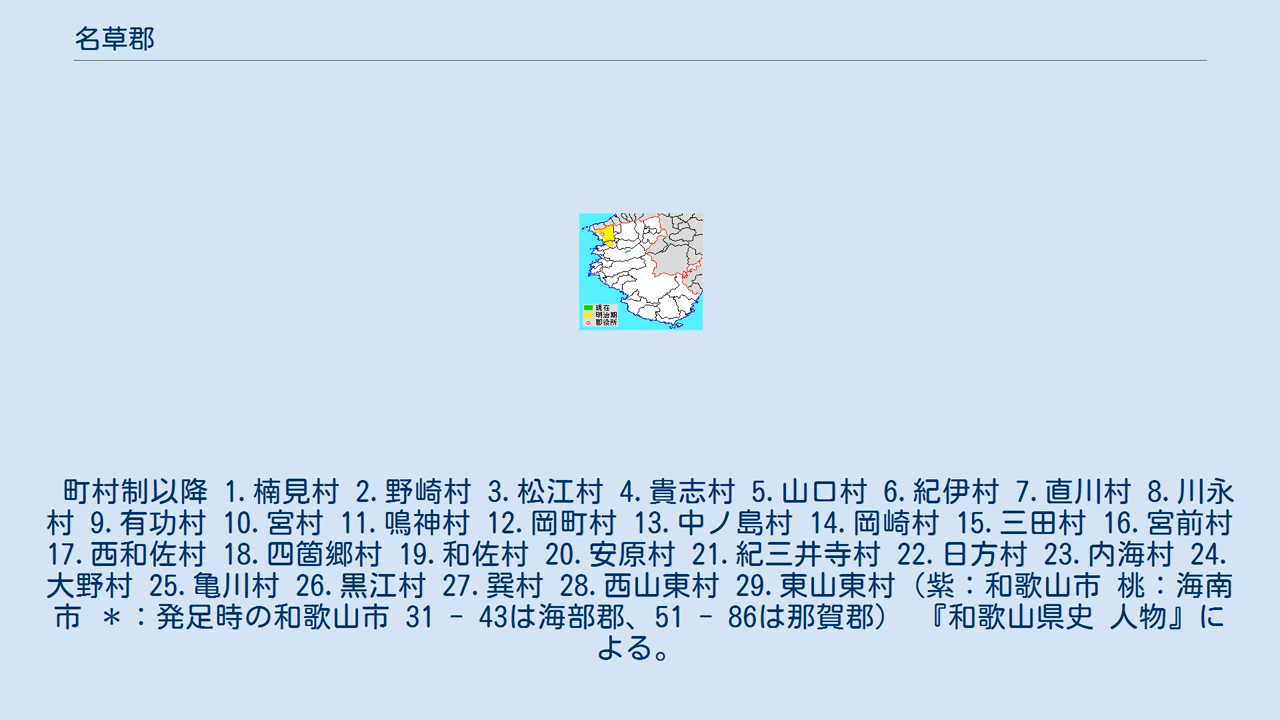 名草郡
現在
明治期
郡役所
町村制以降 1.楠見村 2.野崎村 3.松江村 4.貴志村 5.山口村 6.紀伊村 7.直川村 8.川永
村 9.有功村 10.宮村 11.鳴神村 12.岡町村 13.中ノ島村 14.岡崎村 15.三田村 16.宮前村
17.西和佐村 18.四箇郷村 19.和佐村 20.安原村 21.紀三井寺村 22.日方村 23.内海村 24.
大野村 25.亀川村 26.黒江村 27.巽村 28.西山東村 29.東山東村（紫：和歌山市 桃：海南
市 ＊：発足時の和歌山市 31 - 43は海部郡、51 - 86は那賀郡） 『和歌山県史 人物』に
よる。